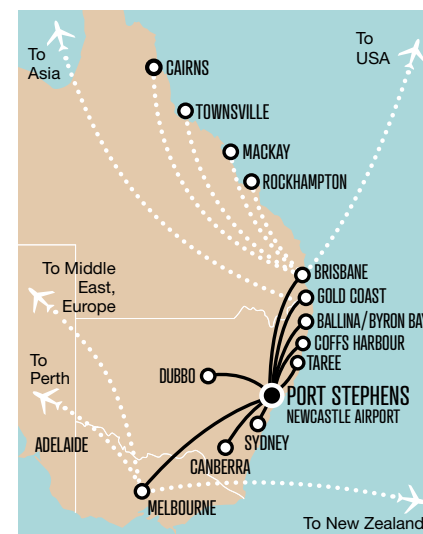 To
Asia
To
USA
CAIRNS
TOWNSVILLE
MACKAY
ROCKHAMPTON
To Middle
East,
Europe
BRISBANE
GOLD COAST
BALLINA/BYRON BAY
COFFS HARBOUR
TAREE
To
Perth
DUBBO
PORT STEPHENS
NEWCASTLE AIRPORT
ADELAIDE
SYDNEY
CANBERRA
MELBOURNE
To New Zealand